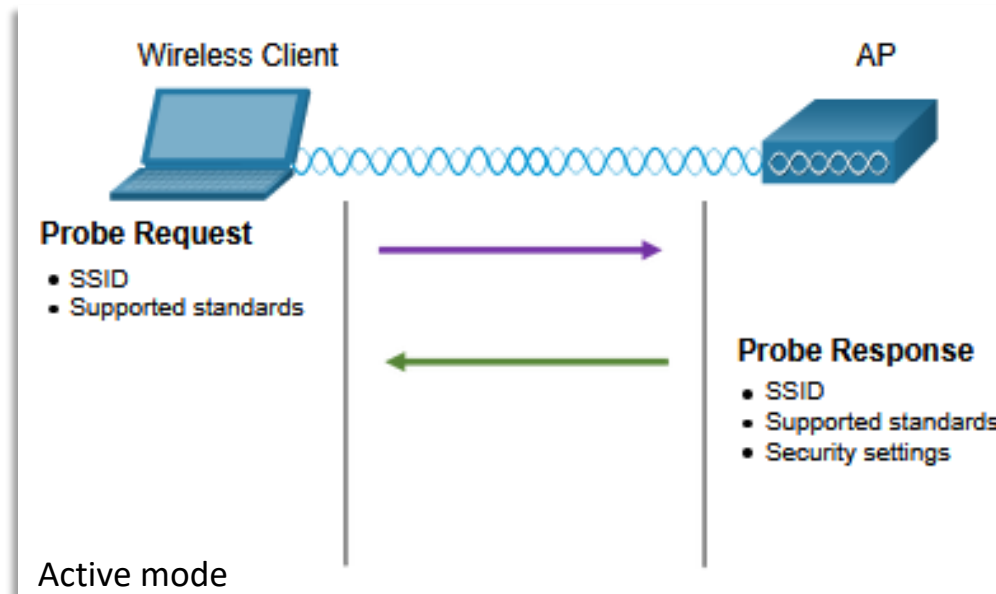 Wireless Client
AP
Probe Request
• SSID
• Supported standards
Probe Response
• SSID
• Supported standards
• Security settings
Active mode